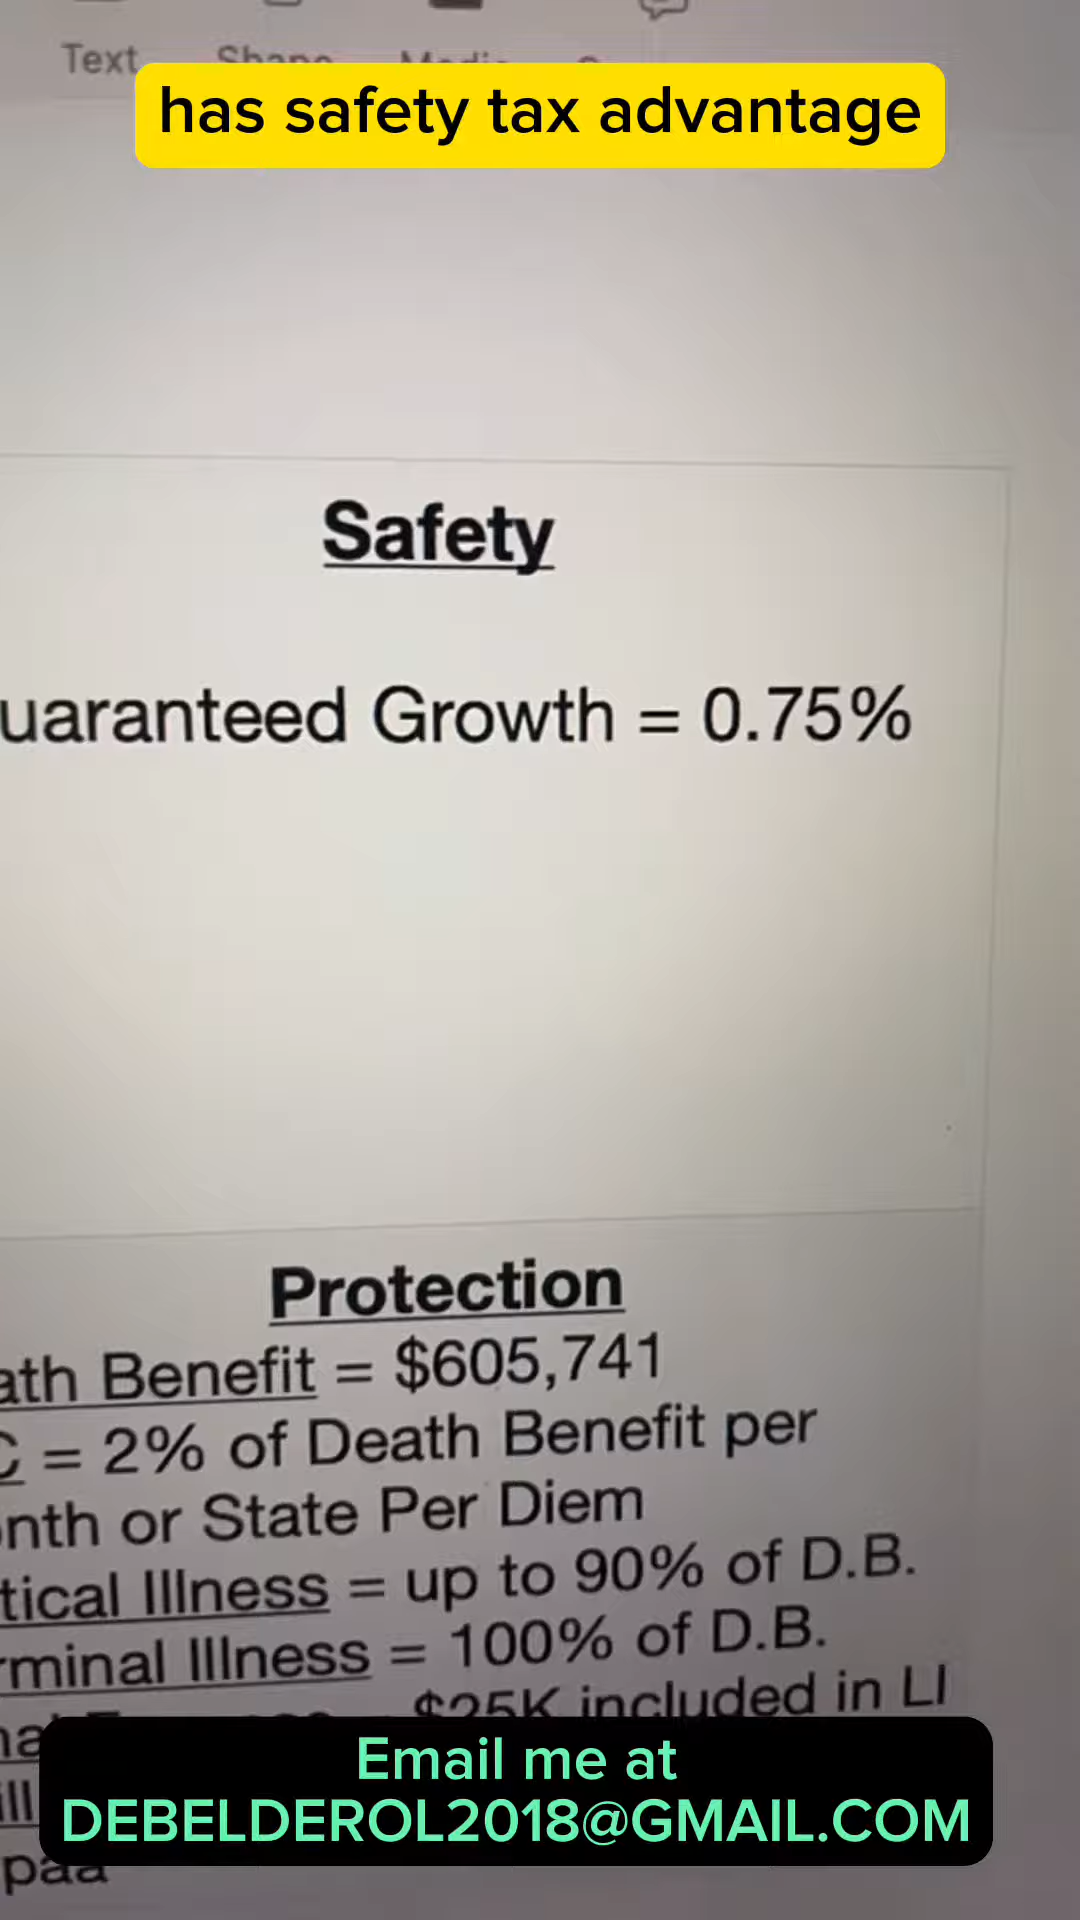 Text
has safety tax advantage
Safety
uaranteed Growth = 0.75%
Protection
ath Benefit = $605,741
C = 2% of Death Benefit per
nth or State Per Diem
tical Illness = up to 90% of D.B.
rminal Illness = 100% of D.B.
$25K included in LI
Email me at
DEBELDEROL2018@GMAIL.COM